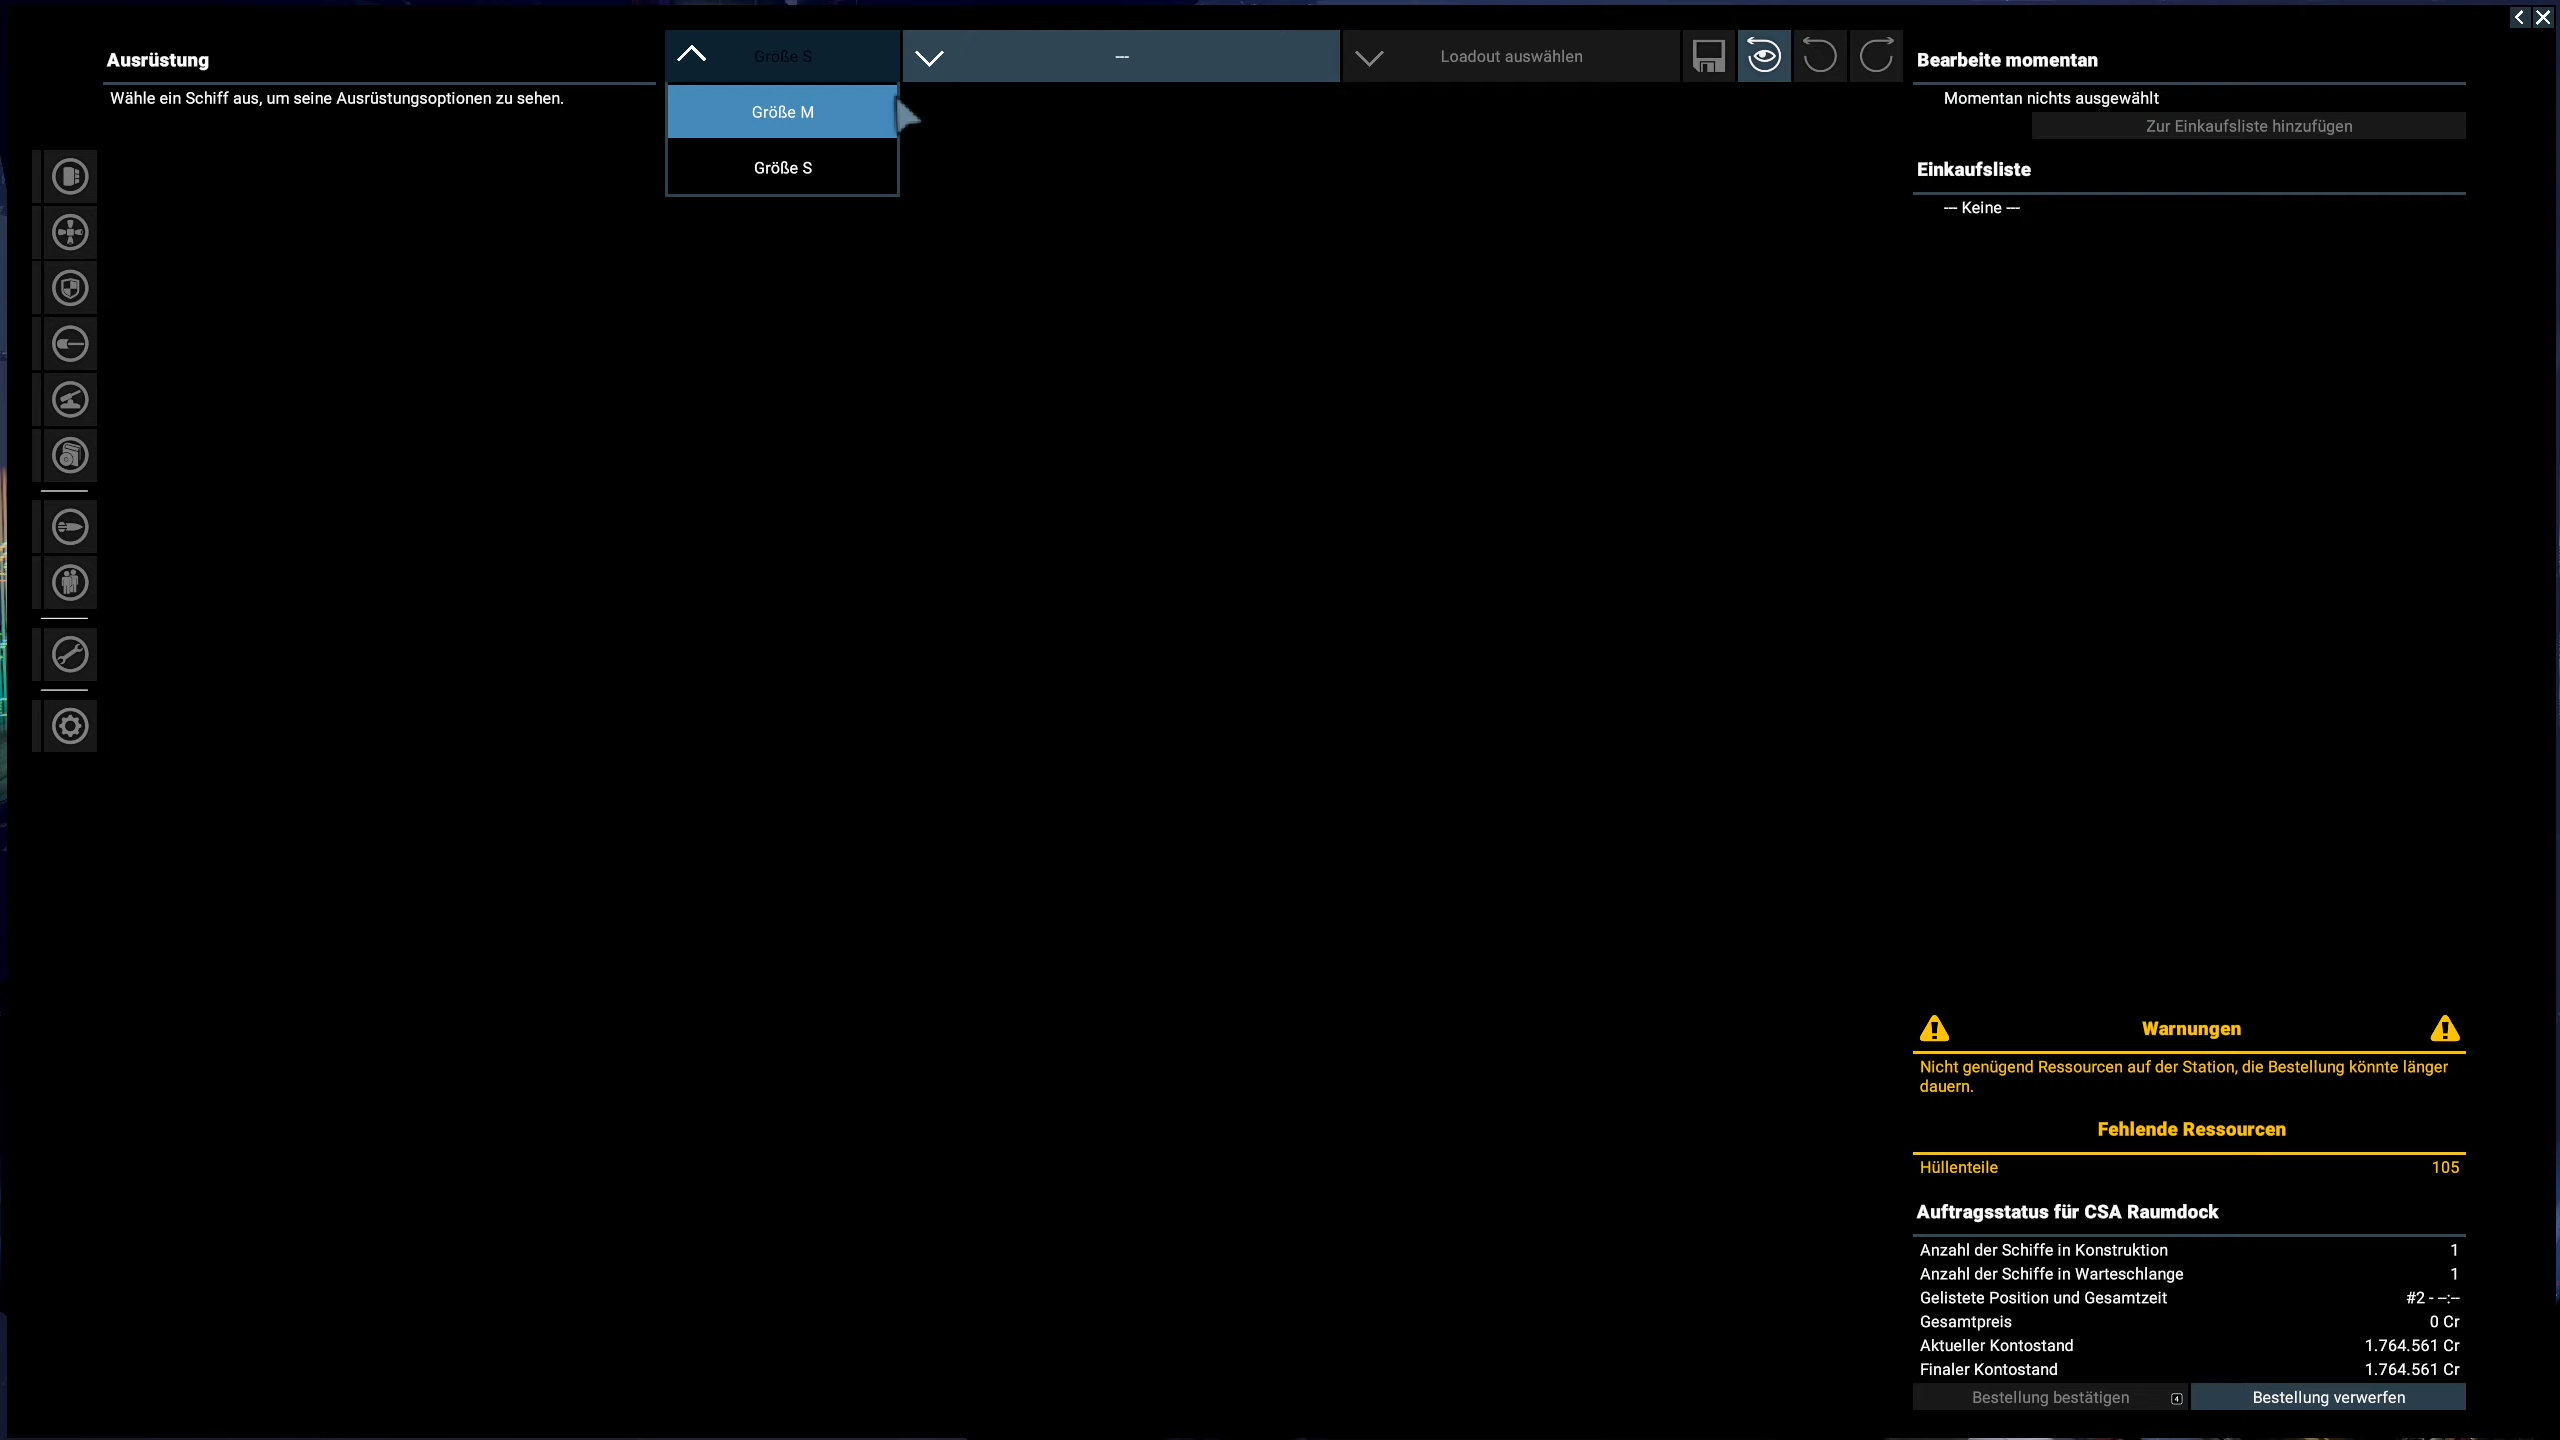 Ausrüstung
Wähle ein Schiff aus, um seine Ausrüstungsoptionen zu sehen.
Größe S
---
Loadout auswählen
Größe M
Größe S
Bearbeite momentan
Momentan nichts ausgewählt
Zur Einkaufsliste hinzufügen
Einkaufsliste
--- Keine ---
Warnungen
Nicht genügend Ressourcen auf der Station, die Bestellung könnte länger
dauern.
Fehlende Ressourcen
Hüllenteile 105
Auftragsstatus für CSA Raumdock
Anzahl der Schiffe in Konstruktion 1
Anzahl der Schiffe in Warteschlange 1
Gelistete Position und Gesamtzeit #2 - --:--
Gesamtpreis 0 Cr
Aktueller Kontostand 1.764.561 Cr
Finaler Kontostand 1.764.561 Cr
Bestellung bestätigen 4 Bestellung verwerfen